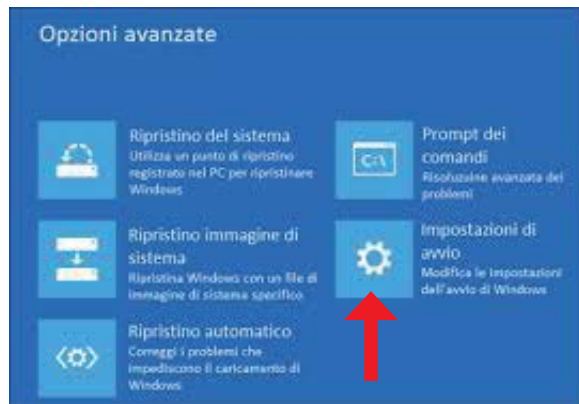 Opzioni avanzate
Ripristino del sistema
Utilizza un punto di ripristino
registrato nel PC per ripristinare
Windows
Ripristino immagine di
sistema
Ripristina Windows con un file di
immagine di sistema specifico.
Ripristino automatico
Correggi i problemi che
impediscono il caricamento di
Windows
C:\
Prompt dei
comandi
Risoluzuine avanzata dei
problemi
Impostazioni di
avvio
Modifica le impostazioni
dell'avvio di Windows